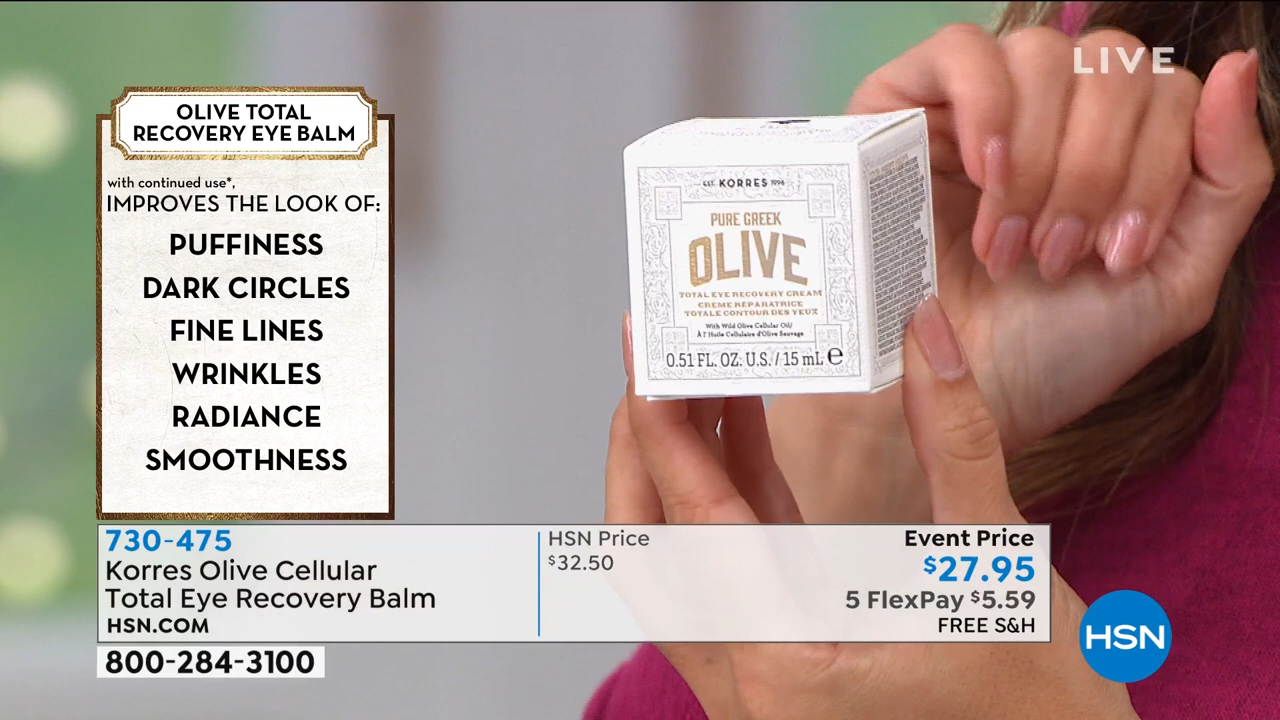 LIVE
OLIVE TOTAL
RECOVERY EYE BALM
with continued use*,
IMPROVES THE LOOK OF:
PUFFINESS
DARK CIRCLES
FINE LINES
WRINKLES
RADIANCE
SMOOTHNESS
EST. KORRES 1996
PURE GREEK
OLIVE
TOTAL EYE RECOVERY CREAM
CRÈME RÉPARATRICE
TOTALE CONTOUR DES YEUX
With Wild Olive Cellular Oil/
À l'Huile Cellulaire d'Olive Sauvage
0.51 FL. OZ. U.S. / 15 mL e
730-475
Korres Olive Cellular
Total Eye Recovery Balm
HSN.COM
HSN Price
$32.50
Event Price
$27.95
5 FlexPay $5.59
FREE S&H
800-284-3100
HSN